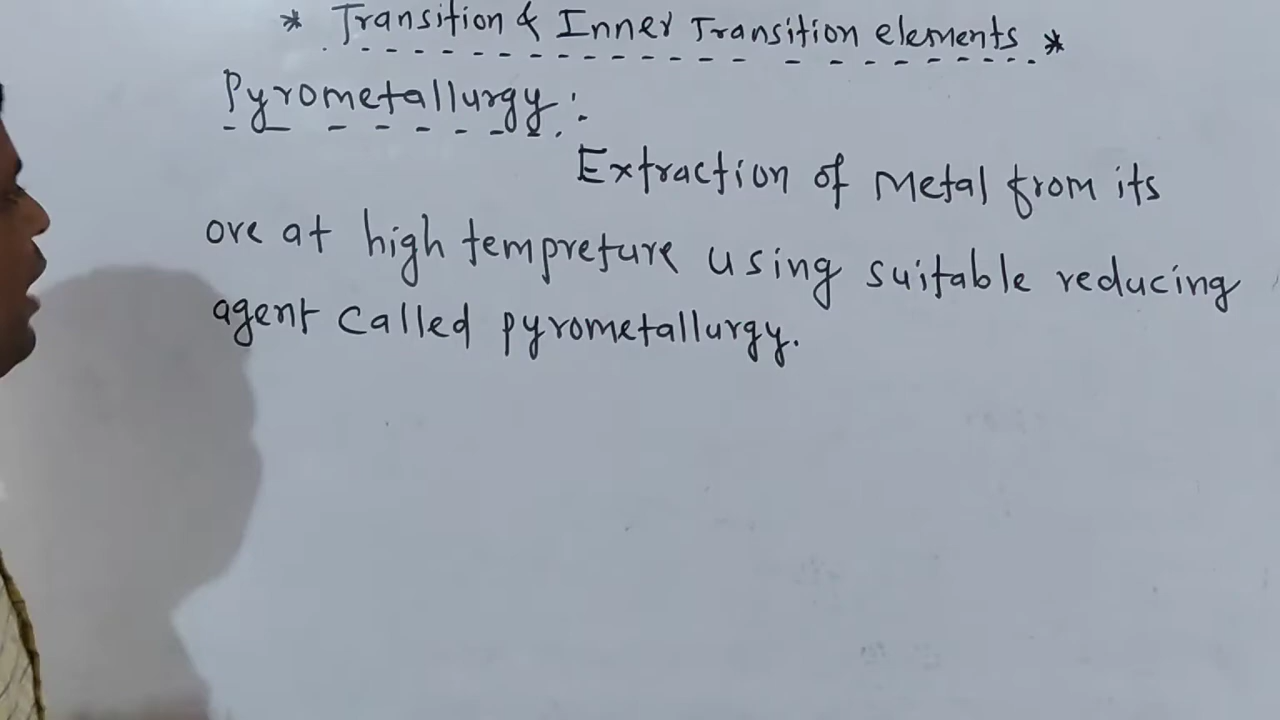 * Transition & Inner Transition elements *
Pyrometallurgy :-
Extraction of Metal from its
ore at high tempreture using suitable reducing
agent called pyrometallurgy.